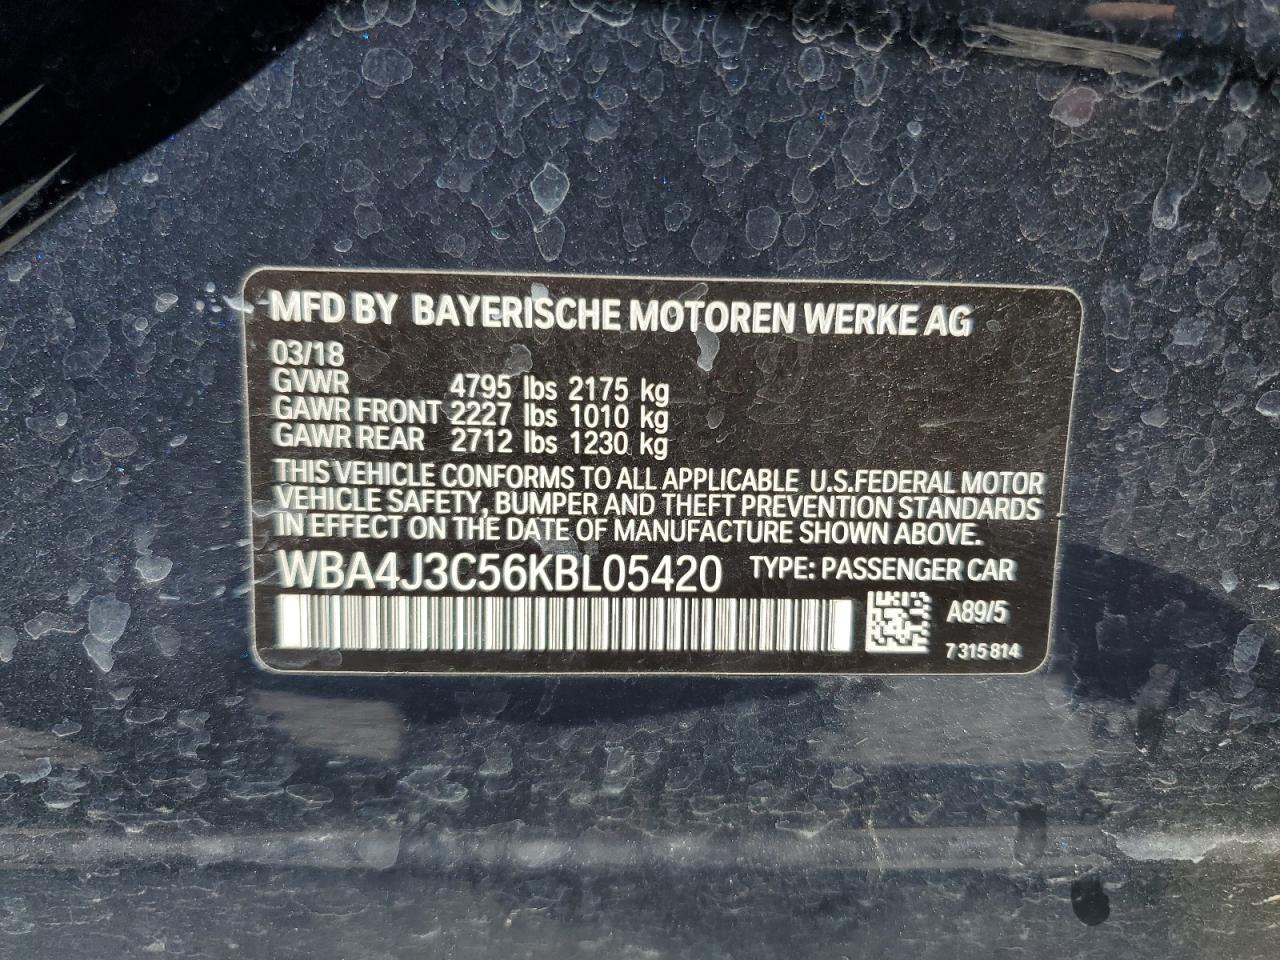 MFD BY BAYERISCHE MOTOREN WERKE AG
03/18
GVWR 4795 lbs 2175 kg
GAWR FRONT 2227 lbs 1010 kg
GAWR REAR 2712 lbs 1230 kg
THIS VEHICLE CONFORMS TO ALL APPLICABLE U.S.FEDERAL MOTOR
VEHICLE SAFETY, BUMPER AND THEFT PREVENTION STANDARDS
IN EFFECT ON THE DATE OF MANUFACTURE SHOWN ABOVE.
WBA4J3C56KBL05420 TYPE: PASSENGER CAR
A89/5
7 315 814